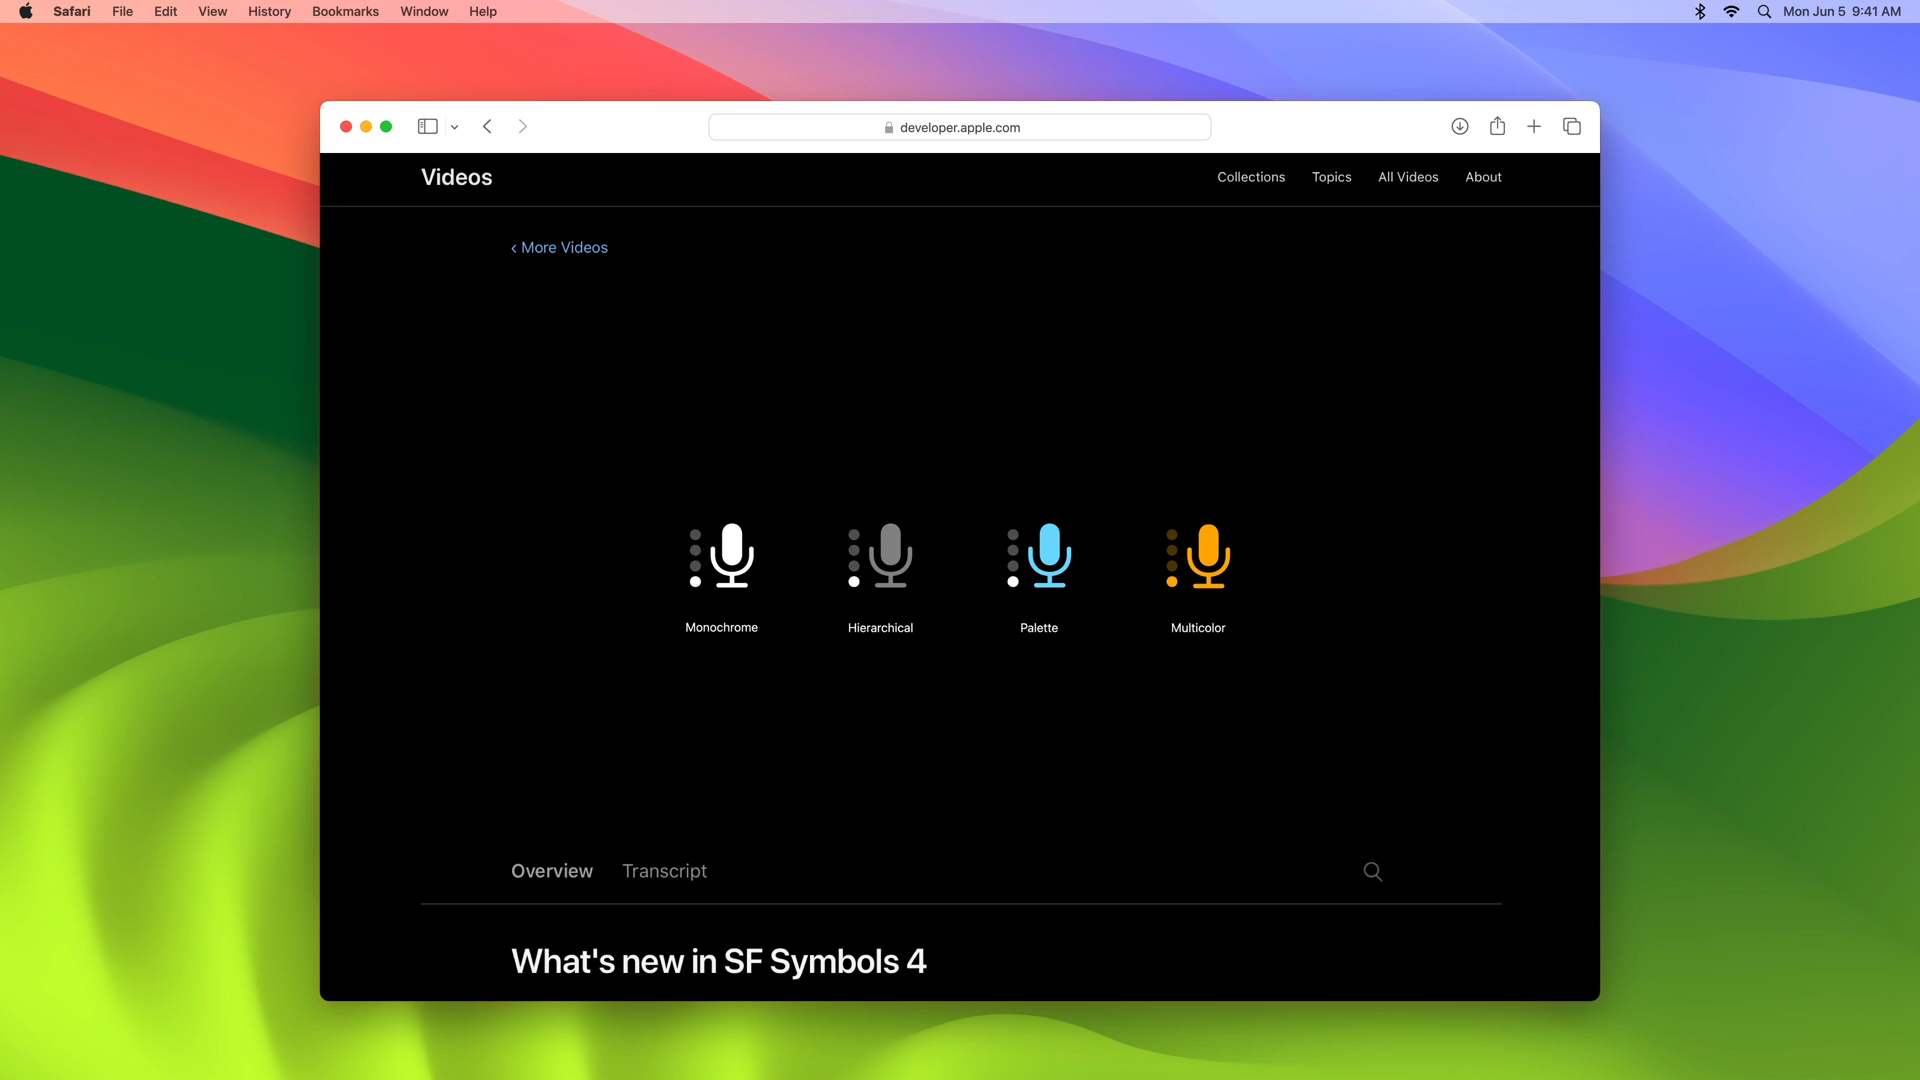 Safari File Edit View History Bookmarks Window Help Mon Jun 5 9:41 AM
developer.apple.com
Videos Collections Topics All Videos About
‹ More Videos
Monochrome Hierarchical Palette Multicolor
Overview Transcript
What's new in SF Symbols 4